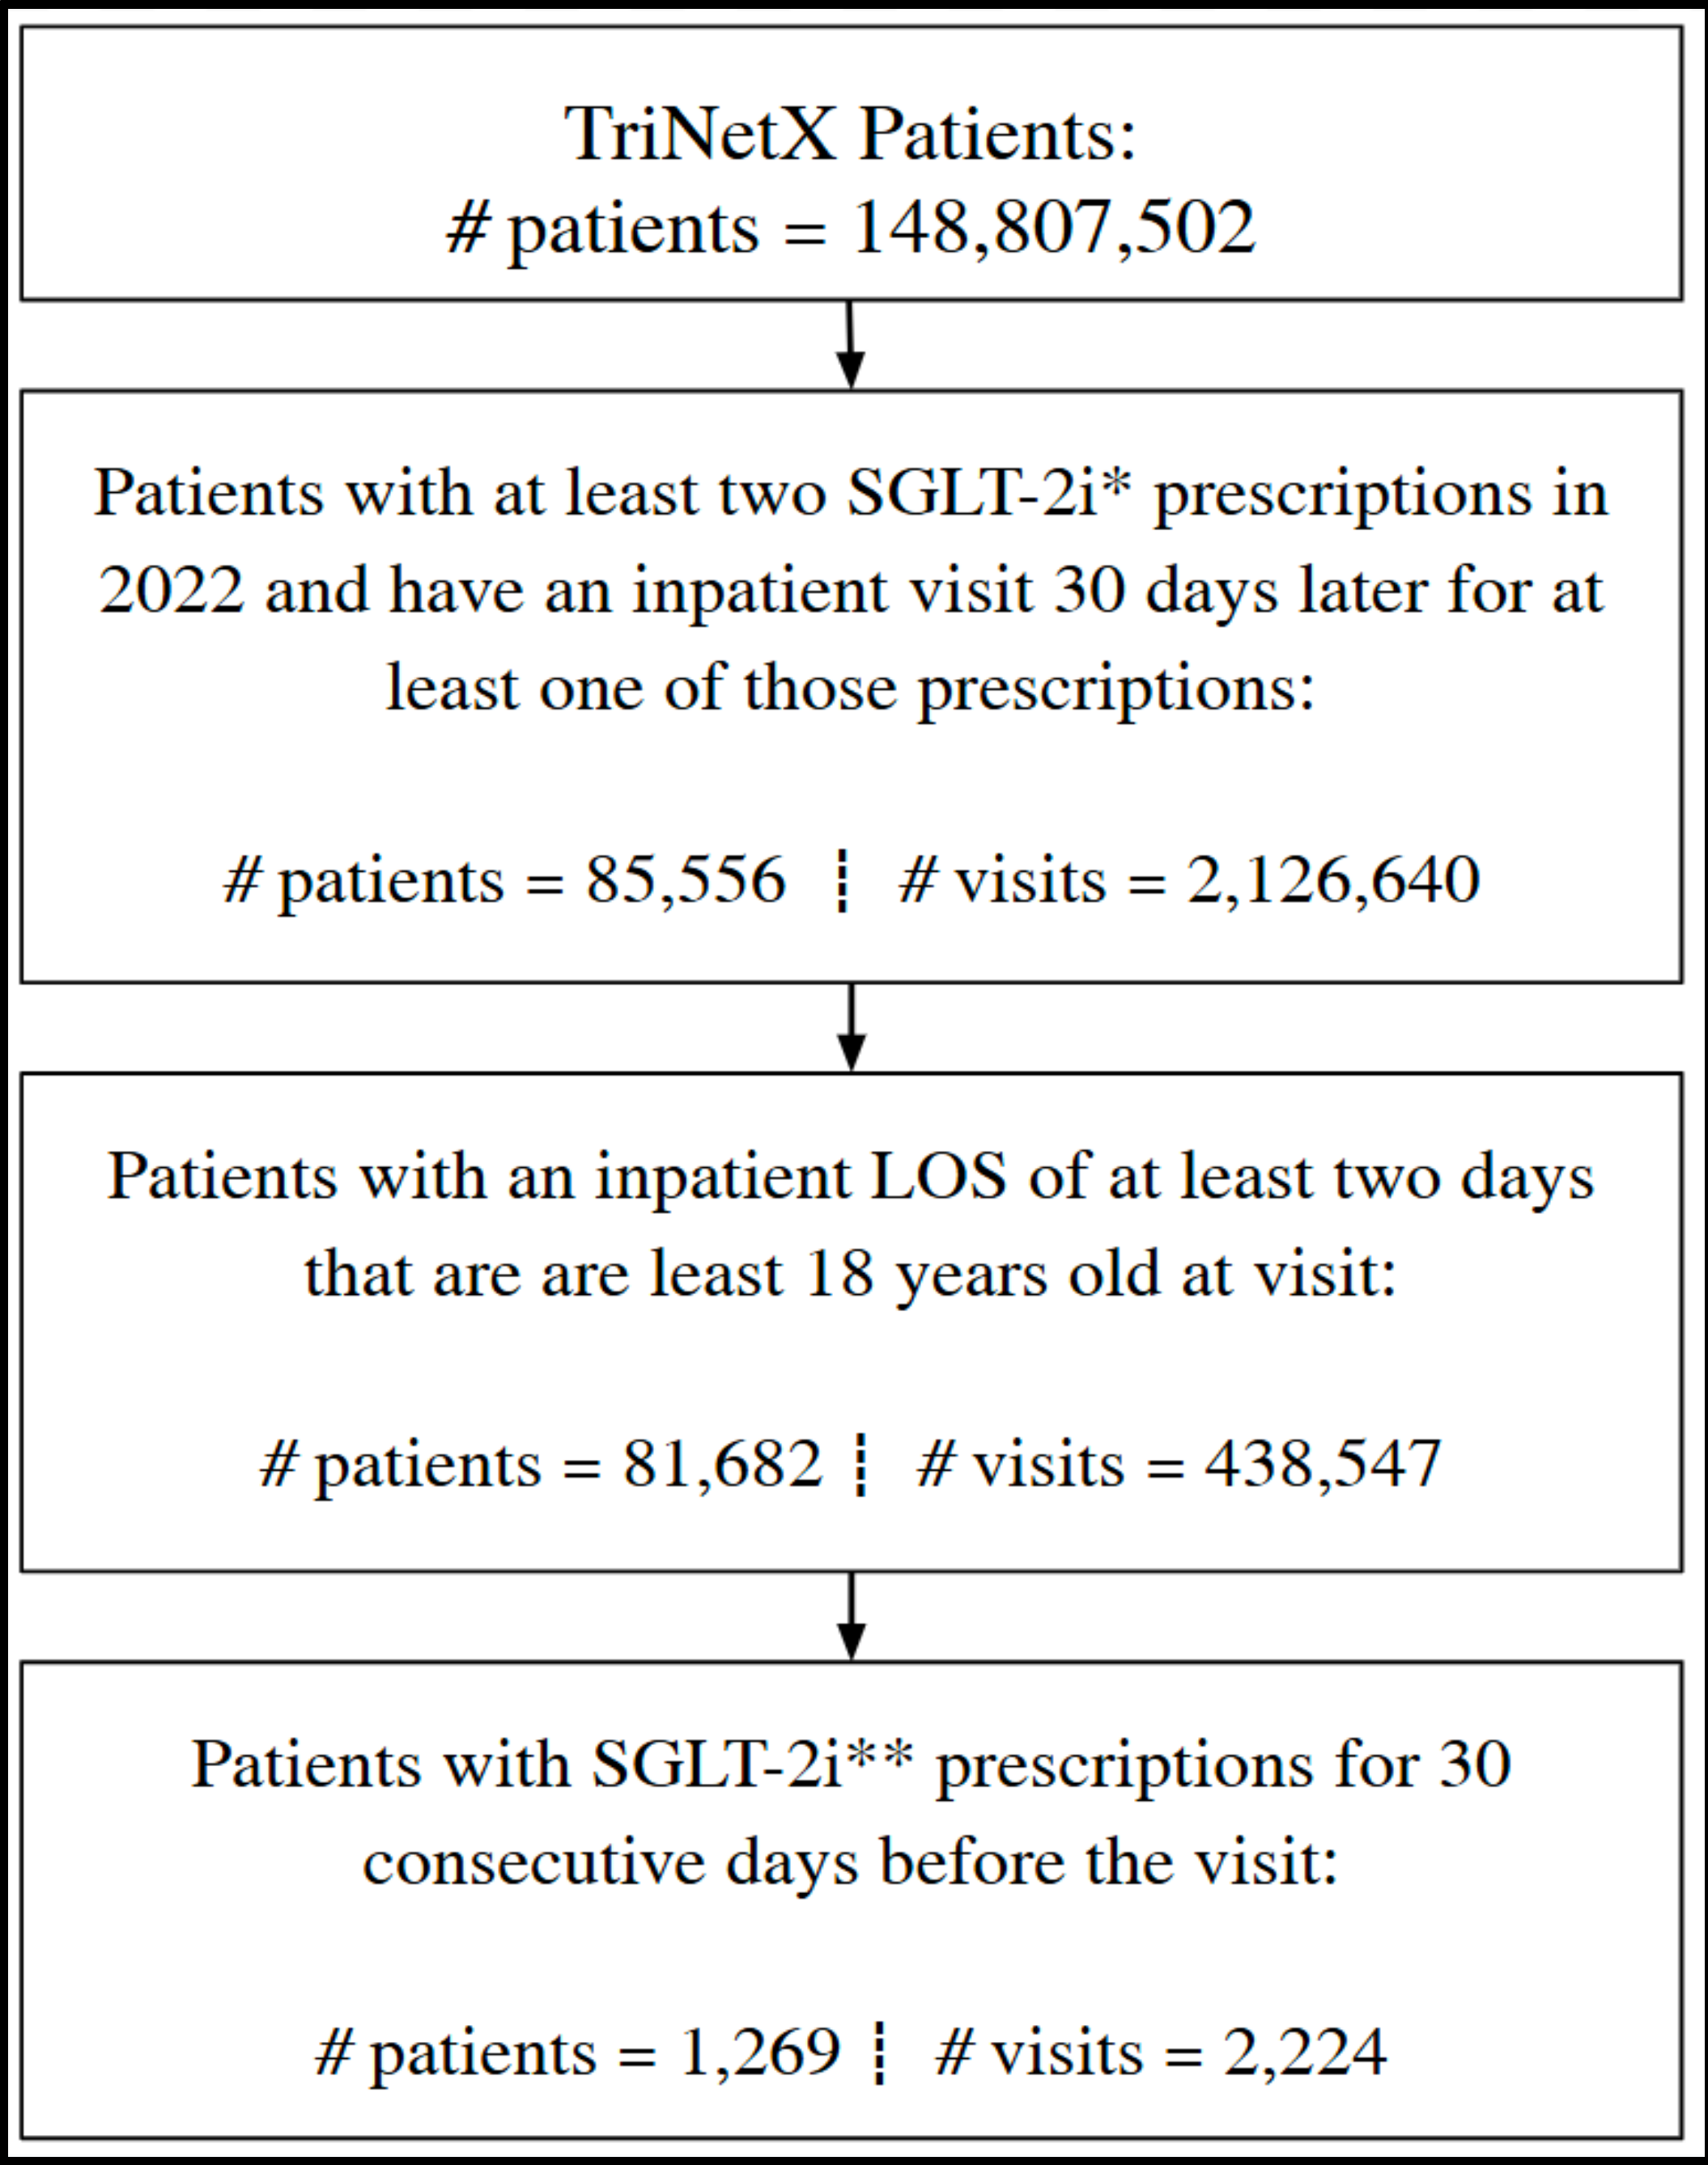 TriNetX Patients:
# patients = 148,807,502
Patients with at least two SGLT-2i* prescriptions in
2022 and have an inpatient visit 30 days later for at
least one of those prescriptions:
# patients = 85,556 ┊ # visits = 2,126,640
Patients with an inpatient LOS of at least two days
that are are least 18 years old at visit:
# patients = 81,682 ┊ # visits = 438,547
Patients with SGLT-2i** prescriptions for 30
consecutive days before the visit:
# patients = 1,269 ┊ # visits = 2,224